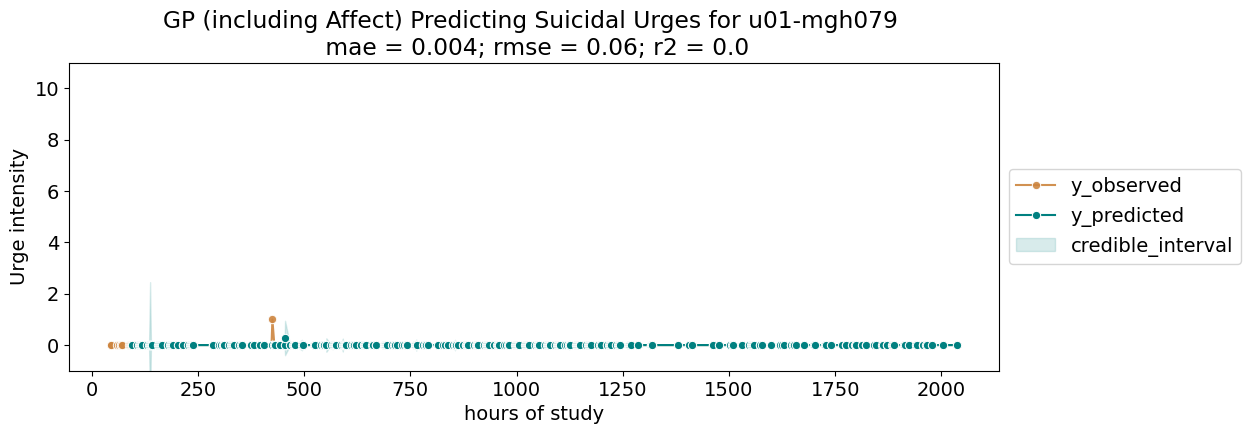 GP (including Affect) Predicting Suicidal Urges for u01-mgh079
mae = 0.004; rmse = 0.06; r2 = 0.0
Urge intensity
10
8
6
4
2
0
0 250 500 750 1000 1250 1500 1750 2000
hours of study
y_observed
y_predicted
credible_interval